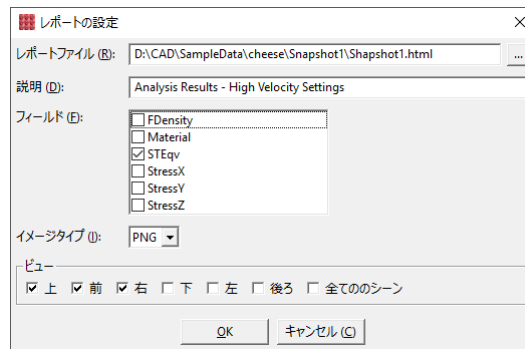 レポートの設定
レポートファイル (R): D:\CAD\SampleData\cheese\Snapshot1\Shapshot1.html ...
説明 (D): Analysis Results - High Velocity Settings
フィールド (F):
FDensity
Material
STEqv
StressX
StressY
StressZ
イメージタイプ (I): PNG
ビュー
上 前 右 下 左 後ろ 全てののシーン
OK キャンセル (C)